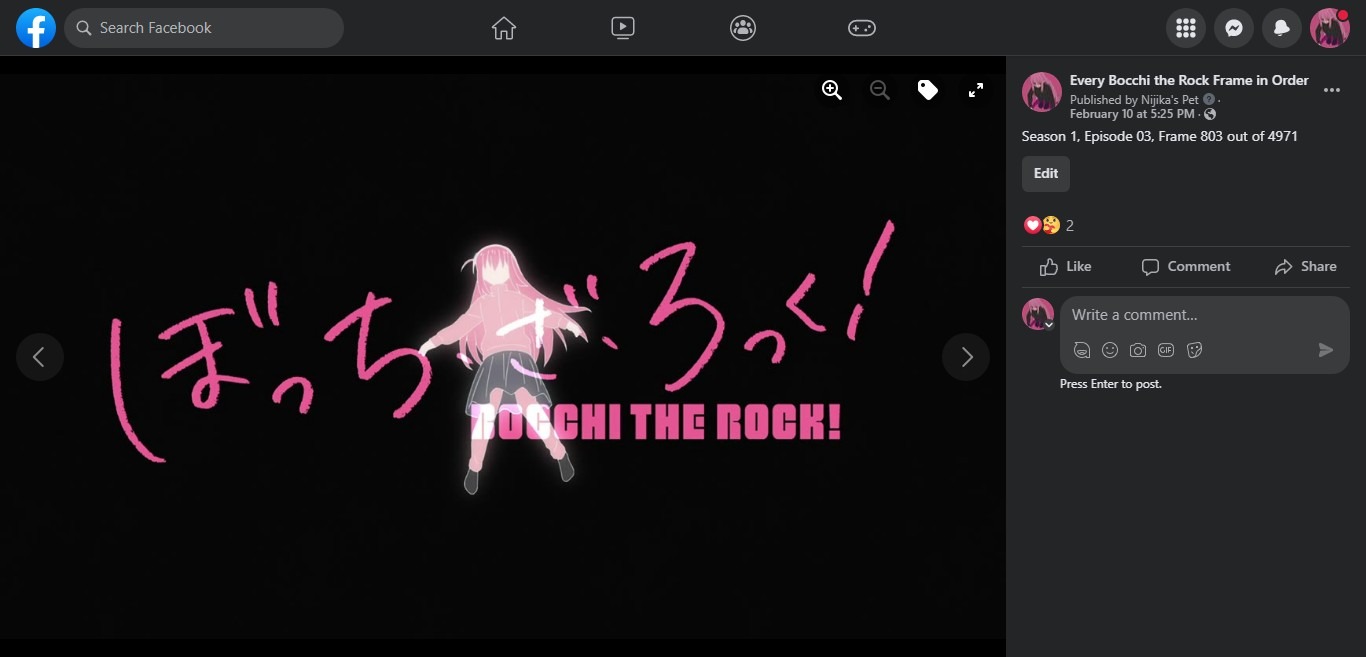 Search Facebook
ぼっち・ざ・ろっく!
BOCCHI THE ROCK!
Every Bocchi the Rock Frame in Order
Published by Nijika's Pet ·
February 10 at 5:25 PM ·
Season 1, Episode 03, Frame 803 out of 4971
Edit
2
Like
Comment
Share
Write a comment...
GIF
Press Enter to post.